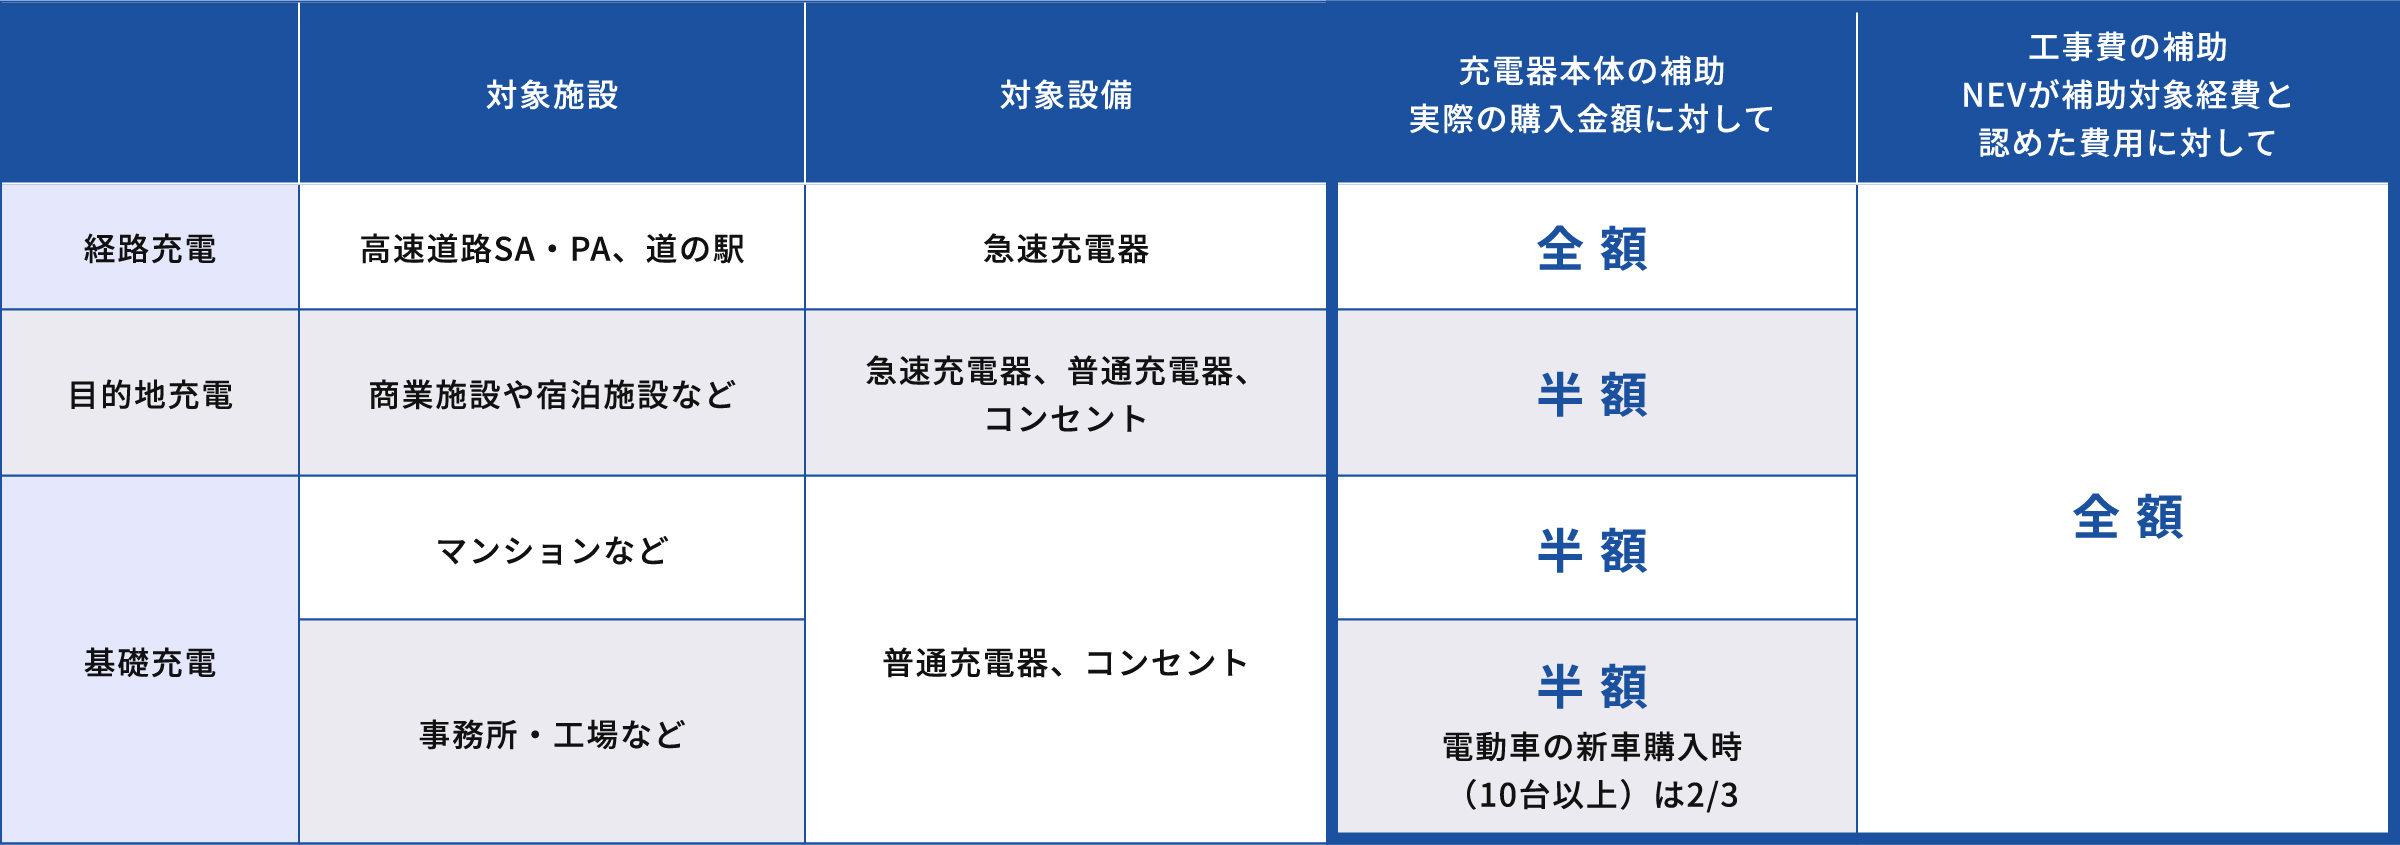 対象施設
対象設備
充電器本体の補助
実際の購入金額に対して
工事費の補助
NEVが補助対象経費と
認めた費用に対して
経路充電
高速道路SA・PA、道の駅
急速充電器
全額
目的地充電
商業施設や宿泊施設など
急速充電器、普通充電器、
コンセント
半額
基礎充電
マンションなど
普通充電器、コンセント
半額
全額
事務所・工場など
半額
電動車の新車購入時
（10台以上）は2/3